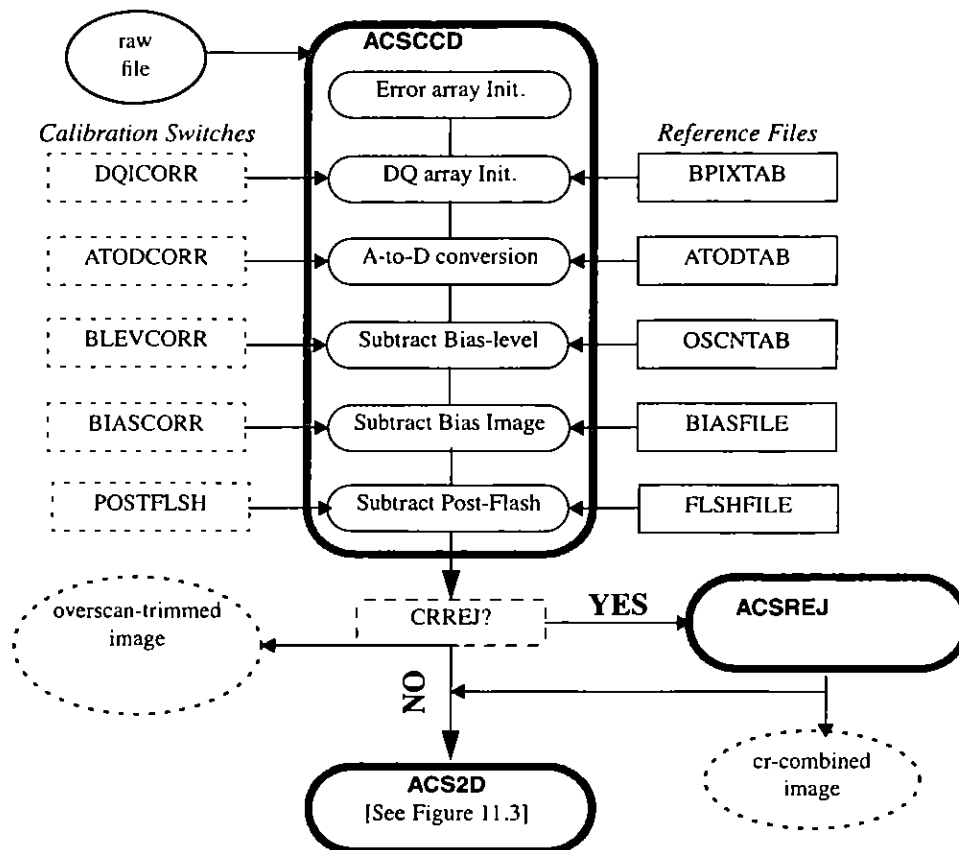 raw
file
ACSCCD
Error array Init.
Calibration Switches
Reference Files
DQICORR
DQ array Init.
BPIXTAB
ATODCORR
A-to-D conversion
ATODTAB
BLEVCORR
Subtract Bias-level
OSCNTAB
BIASCORR
Subtract Bias Image
BIASFILE
POSTFLSH
Subtract Post-Flash
FLSHFILE
overscan-trimmed
image
CRREJ?
YES
ACSREJ
NO
cr-combined
image
ACS2D
[See Figure 11.3]